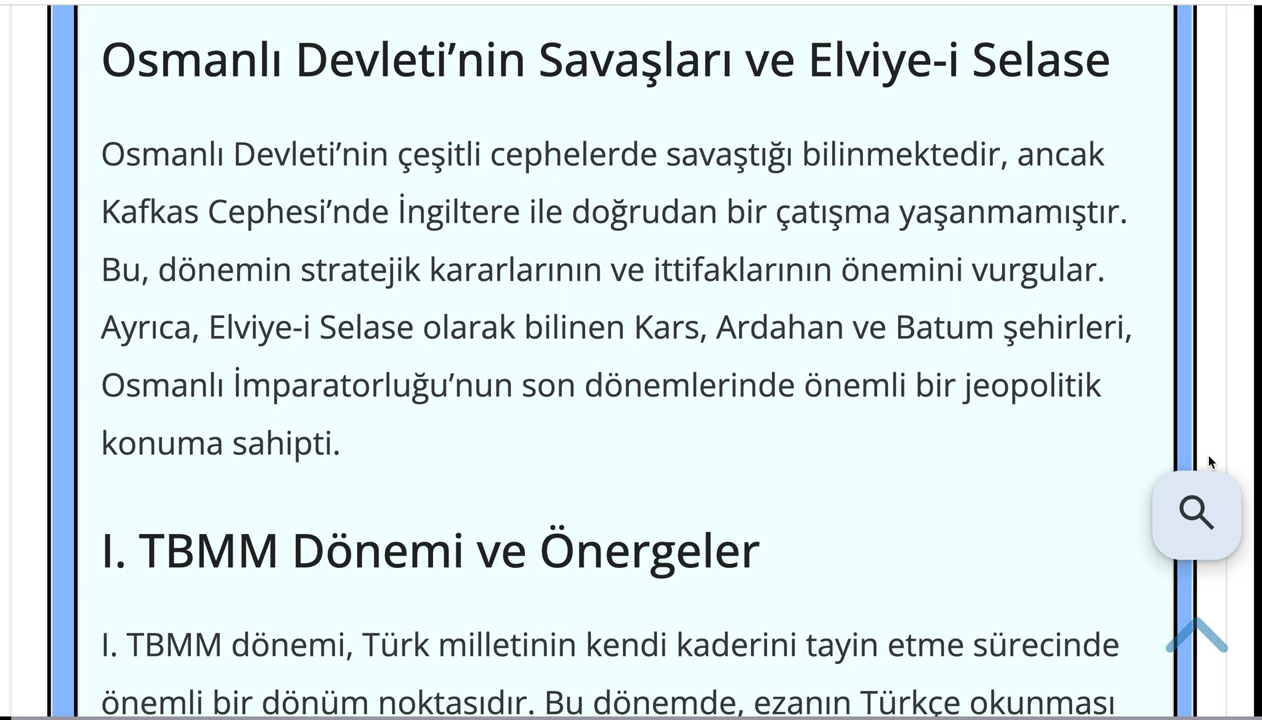 Osmanlı Devleti’nin Savaşları ve Elviye-i Selase
Osmanlı Devleti’nin çeşitli cephelerde savaştığı bilinmektedir, ancak
Kafkas Cephesi’nde İngiltere ile doğrudan bir çatışma yaşanmamıştır.
Bu, dönemin stratejik kararlarının ve ittifaklarının önemini vurgular.
Ayrıca, Elviye-i Selase olarak bilinen Kars, Ardahan ve Batum şehirleri,
Osmanlı İmparatorluğu’nun son dönemlerinde önemli bir jeopolitik
konuma sahipti.
I. TBMM Dönemi ve Önergeler
I. TBMM dönemi, Türk milletinin kendi kaderini tayin etme sürecinde
önemli bir dönüm noktasıdır. Bu dönemde, ezanın Türkçe okunması